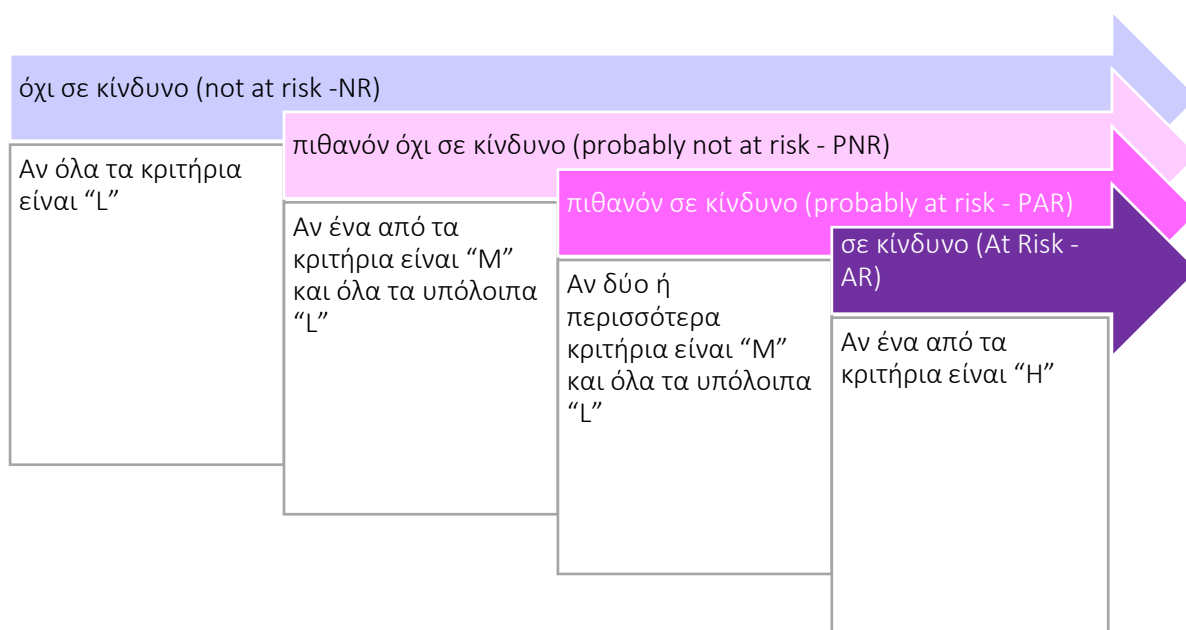 όχι σε κίνδυνο (not at risk -NR)
Αν όλα τα κριτήρια
είναι “L”
πιθανόν όχι σε κίνδυνο (probably not at risk - PNR)
Αν ένα από τα
κριτήρια είναι “M”
και όλα τα υπόλοιπα
“L”
πιθανόν σε κίνδυνο (probably at risk - PAR)
Αν δύο ή
περισσότερα
κριτήρια είναι “M”
και όλα τα υπόλοιπα
“L”
σε κίνδυνο (At Risk -
AR)
Αν ένα από τα
κριτήρια είναι “H”